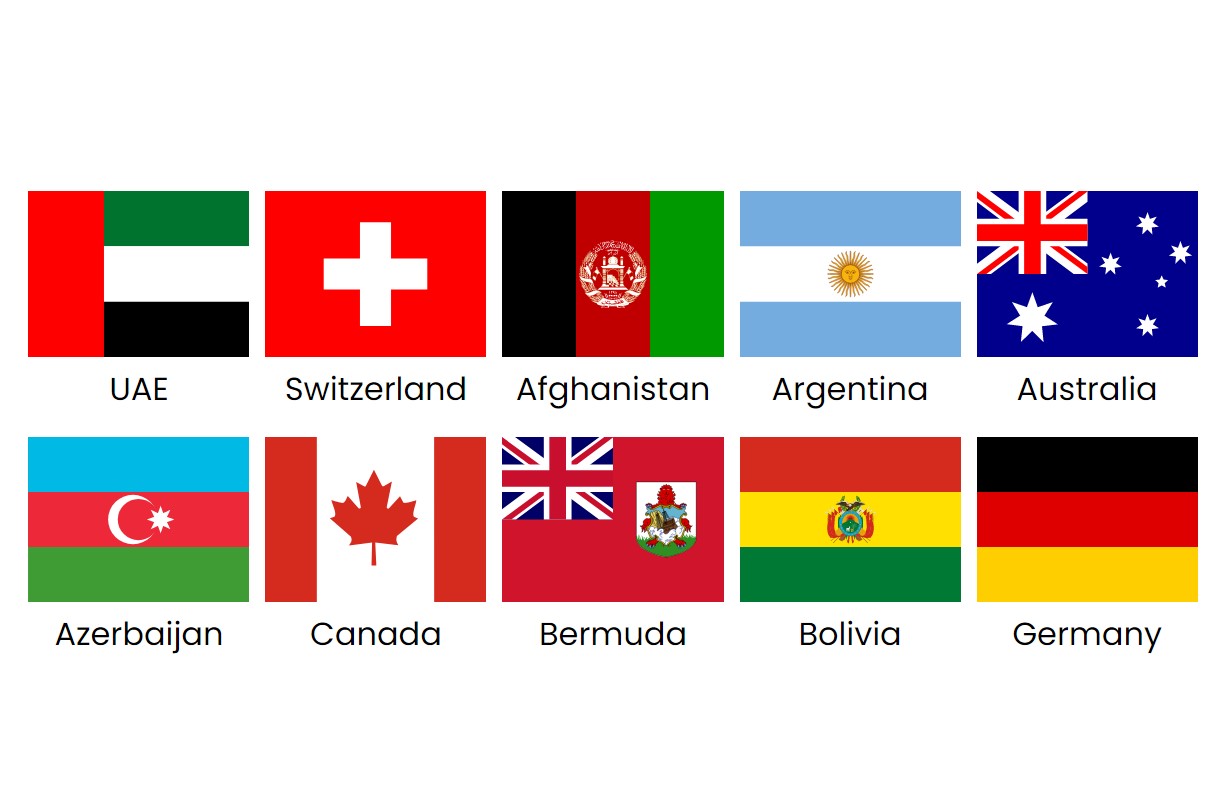 UAE
Switzerland
Afghanistan
Argentina
Australia
Azerbaijan
Canada
Bermuda
Bolivia
Germany